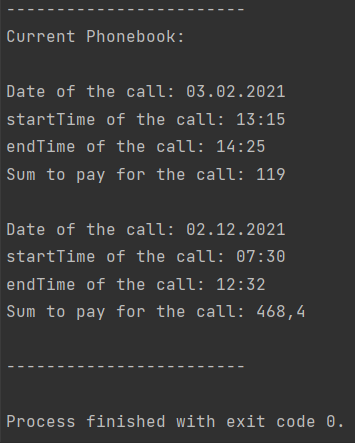 ------------------------
Current Phonebook:
Date of the call: 03.02.2021
startTime of the call: 13:15
endTime of the call: 14:25
Sum to pay for the call: 119
Date of the call: 02.12.2021
startTime of the call: 07:30
endTime of the call: 12:32
Sum to pay for the call: 468,4
------------------------
Process finished with exit code 0.